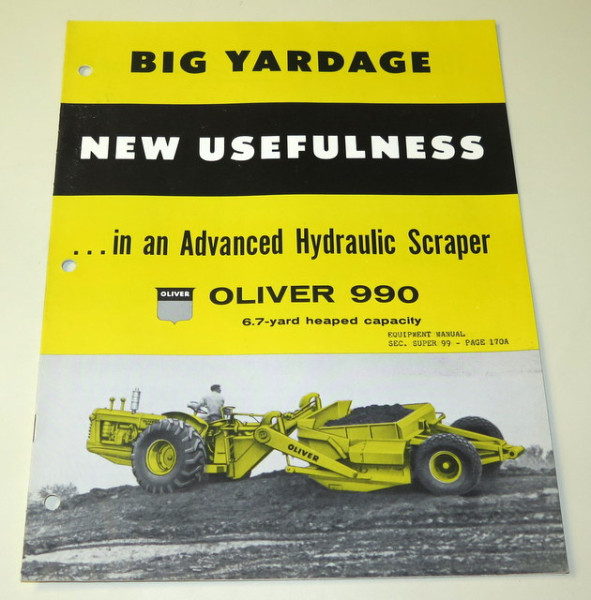 BIG YARDAGE
NEW USEFULNESS
...in an Advanced Hydraulic Scraper
OLIVER
OLIVER 990
6.7-yard heaped capacity
EQUIPMENT MANUAL
SEC. SUPER 99 - PAGE 170A
OLIVER